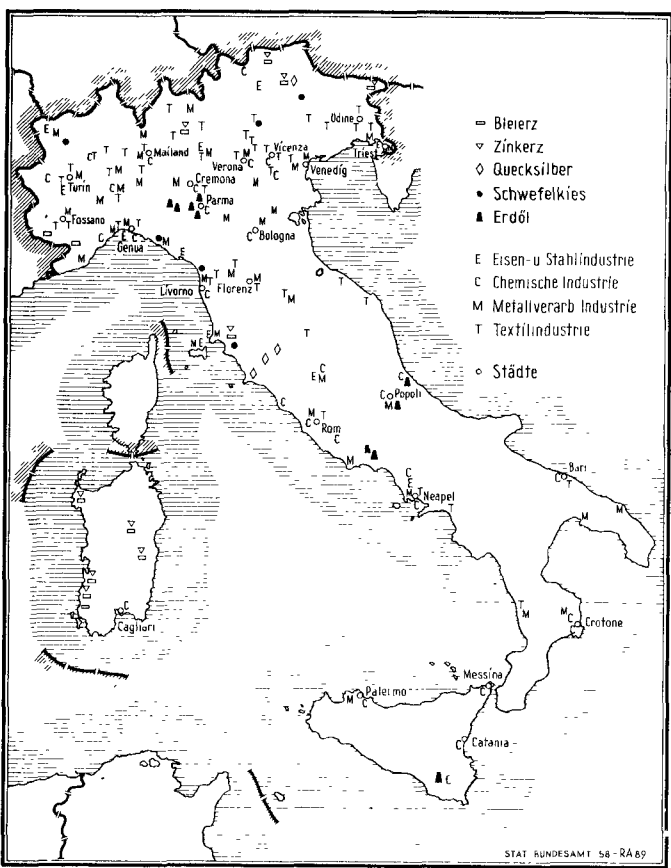 Bleierz
Zinkerz
Quecksilber
Schwefelkies
Erdöl
E Eisen- u Stahlindustrie
C Chemische Industrie
M Metallverarb Industrie
T Textilindustrie
Städte
Udine
Triest
Mailand
Vicenza
Verona
Venedig
Turin
Cremona
Parma
Fossano
Bologna
Genua
Livorno
Florenz
Popoli
Rom
Bari
Neapel
Cagliari
Crotone
Messina
Palermo
Catania
STAT BUNDESAMT 58 - RA 89